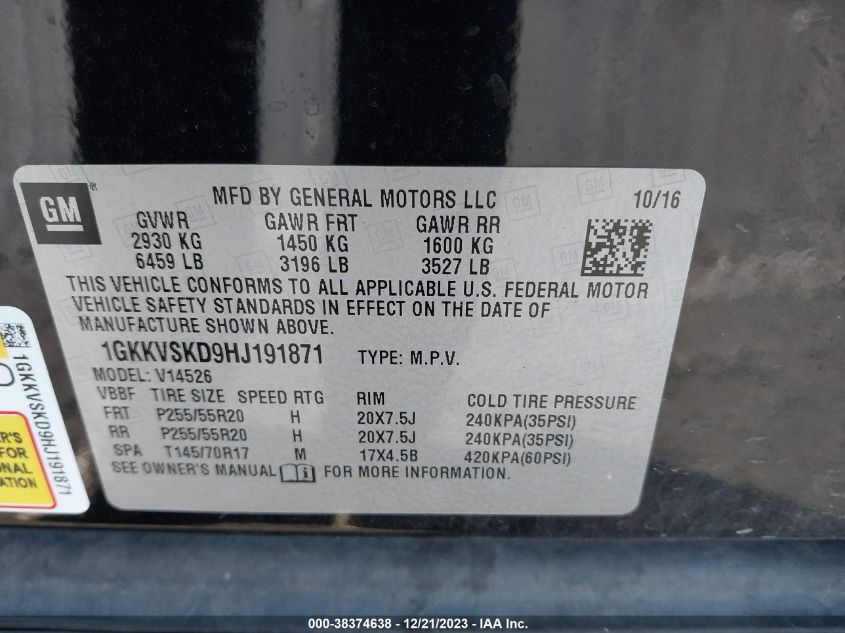 GM
MFD BY GENERAL MOTORS LLC 10/16
GVWR GAWR FRT GAWR RR
2930 KG 1450 KG 1600 KG
6459 LB 3196 LB 3527 LB
THIS VEHICLE CONFORMS TO ALL APPLICABLE U.S. FEDERAL MOTOR
VEHICLE SAFETY STANDARDS IN EFFECT ON THE DATE OF
MANUFACTURE SHOWN ABOVE.
1GKKVSKD9HJ191871 TYPE: M.P.V.
MODEL: V14526
VBBF TIRE SIZE SPEED RTG RIM COLD TIRE PRESSURE
FRT P255/55R20 H 20X7.5J 240KPA(35PSI)
RR P255/55R20 H 20X7.5J 240KPA(35PSI)
SPA T145/70R17 M 17X4.5B 420KPA(60PSI)
SEE OWNER'S MANUAL FOR MORE INFORMATION.
1GKKVSKD9HJ191871
ER'S
FOR
ONAL
ATION
000-38374638 - 12/21/2023 - IAA Inc.